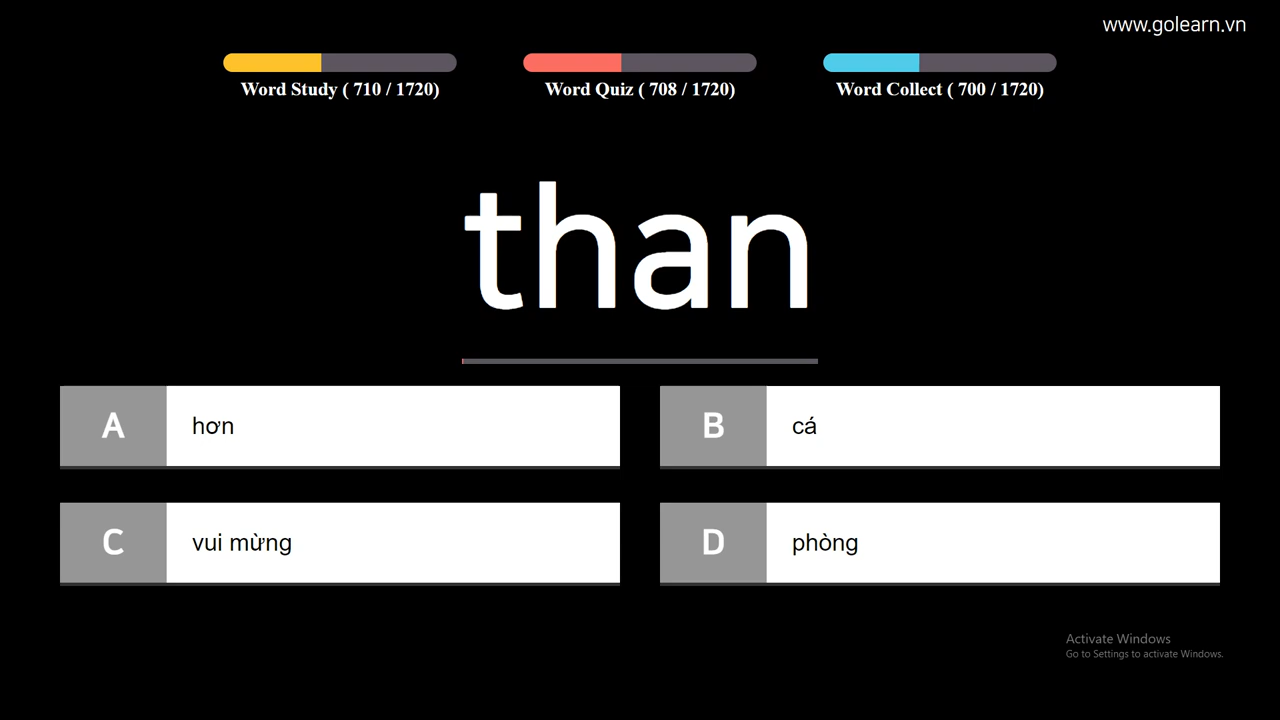 www.golearn.vn
Word Study ( 710 / 1720)
Word Quiz ( 708 / 1720)
Word Collect ( 700 / 1720)
than
A hơn
B cá
C vui mừng
D phòng
Activate Windows
Go to Settings to activate Windows.